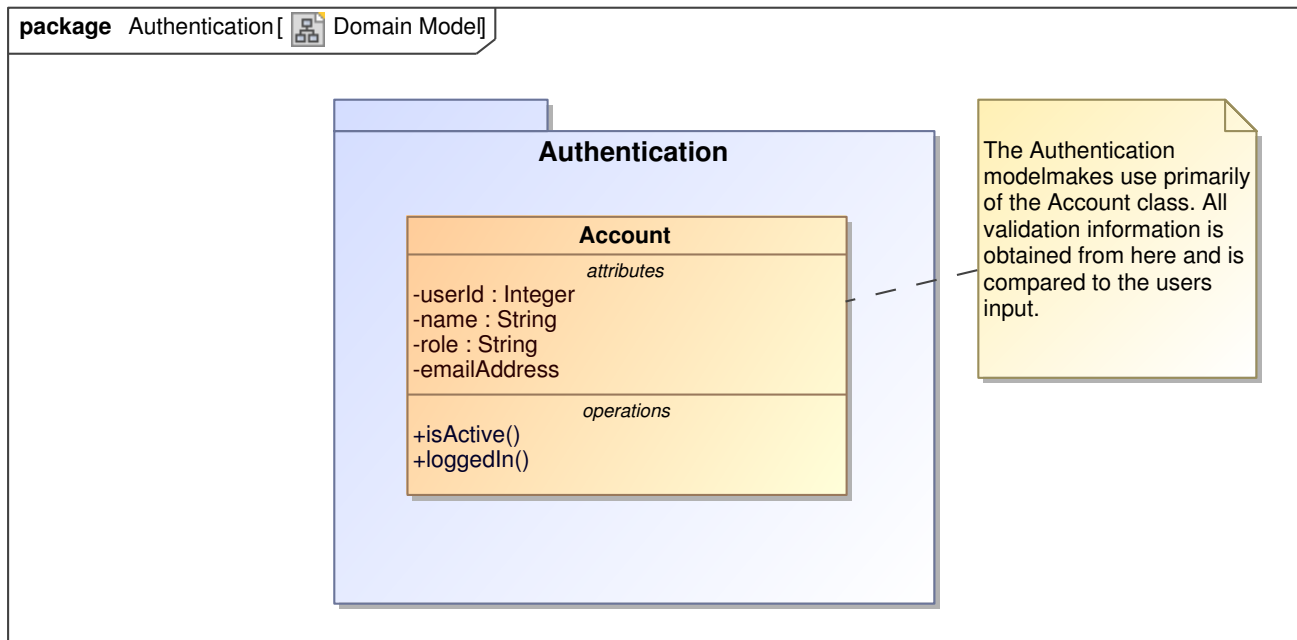 package Authentication[ Domain Model]
Authentication
Account
attributes
-userId : Integer
-name : String
-role : String
-emailAddress
operations
+isActive()
+loggedIn()
The Authentication
modelmakes use primarily
of the Account class. All
validation information is
obtained from here and is
compared to the users
input.